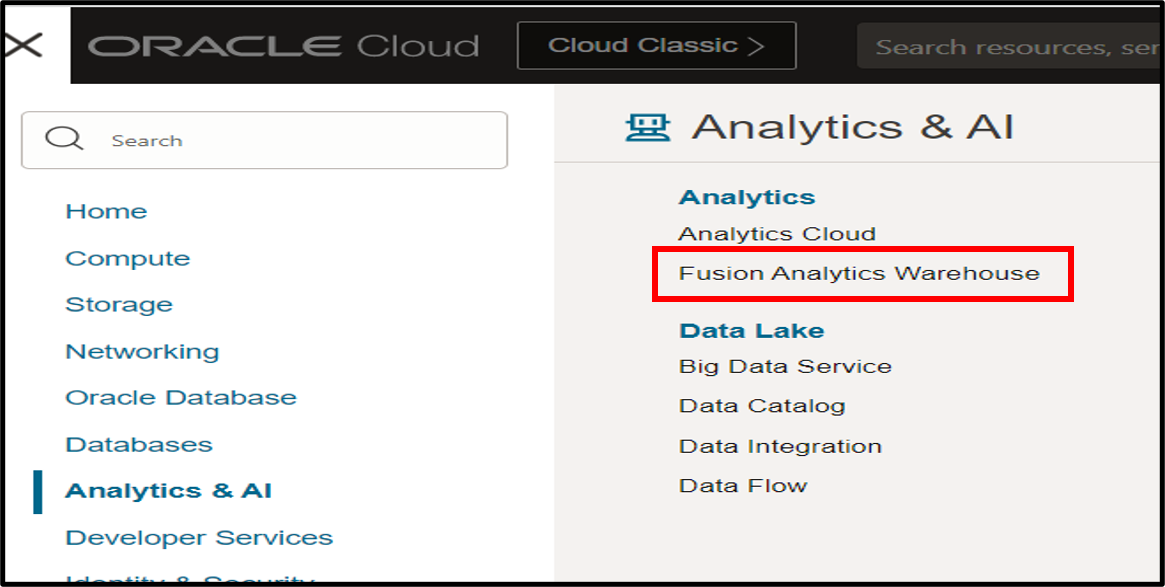 ORACLE Cloud
Cloud Classic >
Search resources, ser
Search
Home
Compute
Storage
Networking
Oracle Database
Databases
Analytics & AI
Developer Services
Identity & Security
Analytics & AI
Analytics
Analytics Cloud
Fusion Analytics Warehouse
Data Lake
Big Data Service
Data Catalog
Data Integration
Data Flow